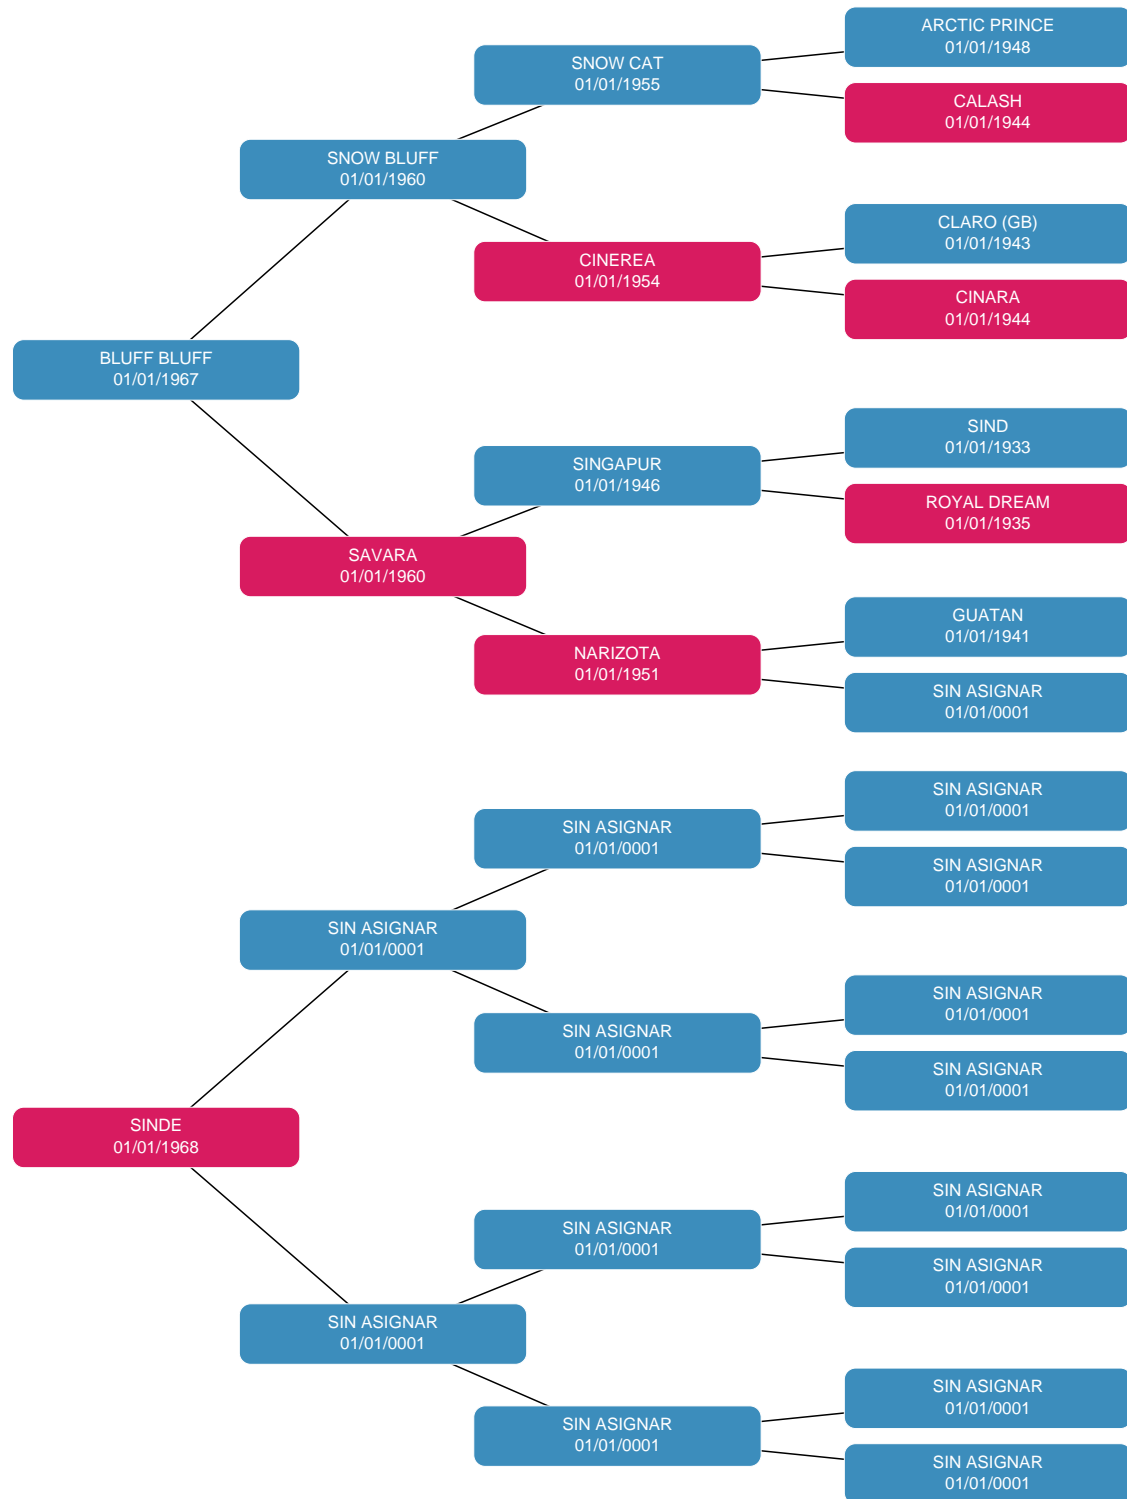 ARCTIC PRINCE
01/01/1948
SNOW CAT
01/01/1955
CALASH
01/01/1944
SNOW BLUFF
01/01/1960
CLARO (GB)
01/01/1943
CINEREA
01/01/1954
CINARA
01/01/1944
BLUFF BLUFF
01/01/1967
SIND
01/01/1933
SINGAPUR
01/01/1946
ROYAL DREAM
01/01/1935
SAVARA
01/01/1960
GUATAN
01/01/1941
NARIZOTA
01/01/1951
SIN ASIGNAR
01/01/0001
SIN ASIGNAR
01/01/0001
SIN ASIGNAR
01/01/0001
SIN ASIGNAR
01/01/0001
SIN ASIGNAR
01/01/0001
SIN ASIGNAR
01/01/0001
SIN ASIGNAR
01/01/0001
SIN ASIGNAR
01/01/0001
SINDE
01/01/1968
SIN ASIGNAR
01/01/0001
SIN ASIGNAR
01/01/0001
SIN ASIGNAR
01/01/0001
SIN ASIGNAR
01/01/0001
SIN ASIGNAR
01/01/0001
SIN ASIGNAR
01/01/0001
SIN ASIGNAR
01/01/0001